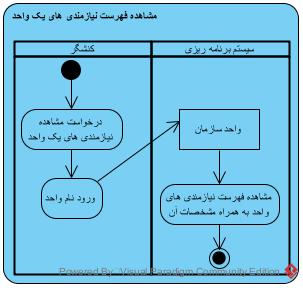 مشاهده فهرست نیازمندی های یک واحد
کنشگر
سیستم برنامه ریزی
درخواست مشاهده
نیازمندی های یک واحد
واحد سازمان
ورود نام واحد
مشاهده فهرست نیازمندی های
واحد به همراه مشخصات آن
Powered By Visual Paradigm Community Edition